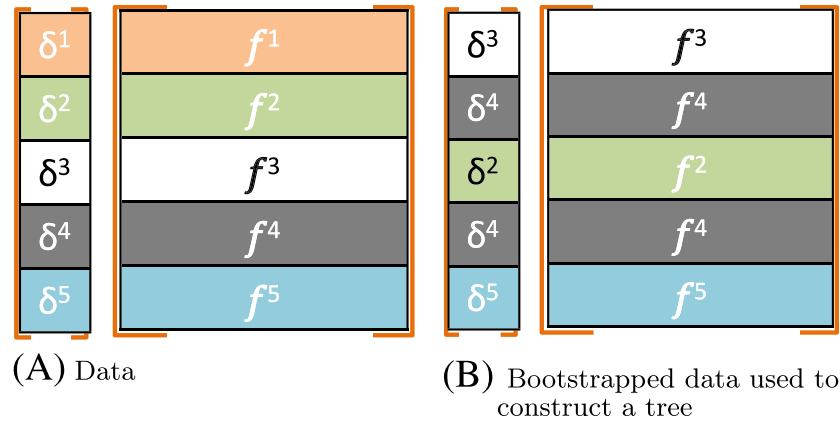 δ¹ f¹
δ² f²
δ³ f³
δ⁴ f⁴
δ⁵ f⁵
(A) Data
δ³ f³
δ⁴ f⁴
δ² f²
δ⁴ f⁴
δ⁵ f⁵
(B) Bootstrapped data used to
construct a tree